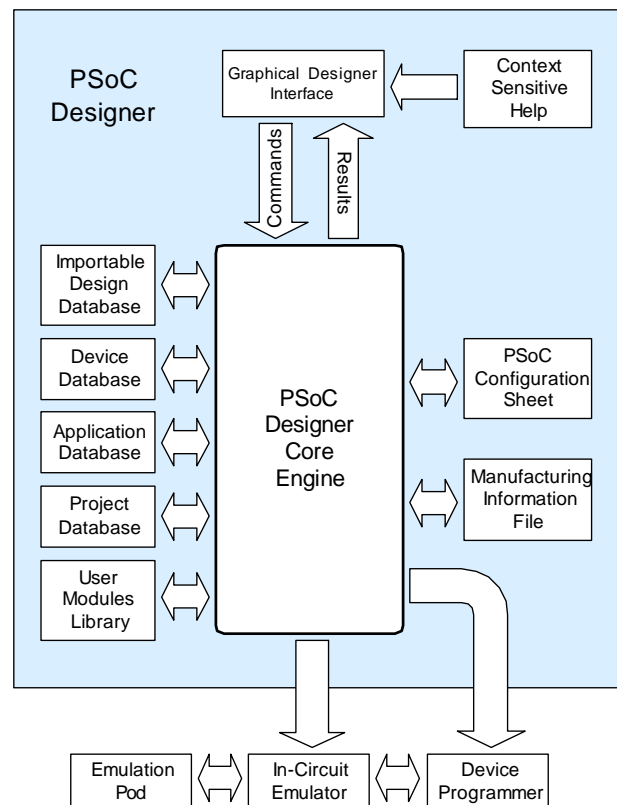 PSoC
Designer
Graphical Designer
Interface
Context
Sensitive
Help
Commands
Results
Importable
Design
Database
Device
Database
Application
Database
Project
Database
User
Modules
Library
PSoC
Designer
Core
Engine
PSoC
Configuration
Sheet
Manufacturing
Information
File
Emulation
Pod
In-Circuit
Emulator
Device
Programmer